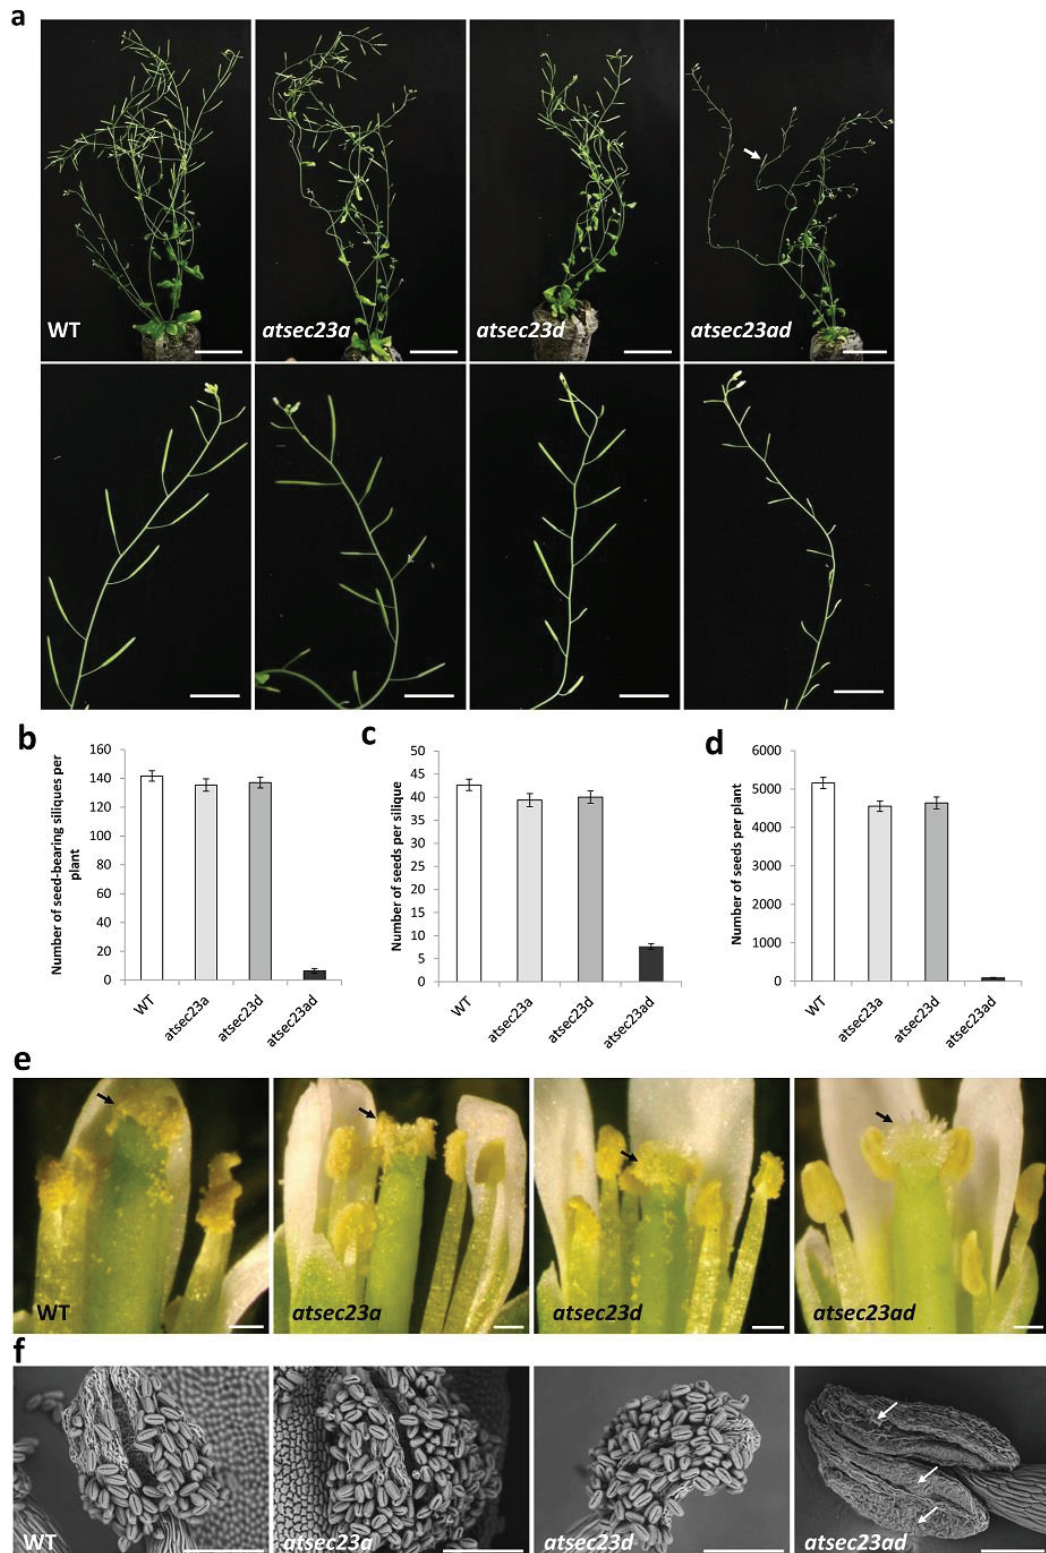 a
WT
atsec23a
atsec23d
atsec23ad
b
Number of seed-bearing siliques per
plant
160
140
120
100
80
60
40
20
0
WT
atsec23a
atsec23d
atsec23ad
c
Number of seeds per silique
50
45
40
35
30
25
20
15
10
5
0
WT
atsec23a
atsec23d
atsec23ad
d
Number of seeds per plant
6000
5000
4000
3000
2000
1000
0
WT
atsec23a
atsec23d
atsec23ad
e
WT
atsec23a
atsec23d
atsec23ad
f
WT
atsec23a
atsec23d
atsec23ad